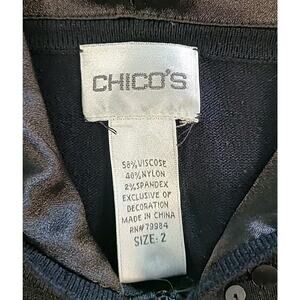 CHICO'S
58% VISCOSE
40% NYLON
2% SPANDEX
EXCLUSIVE OF
DECORATION
MADE IN CHINA
RN# 79984
SIZE: 2